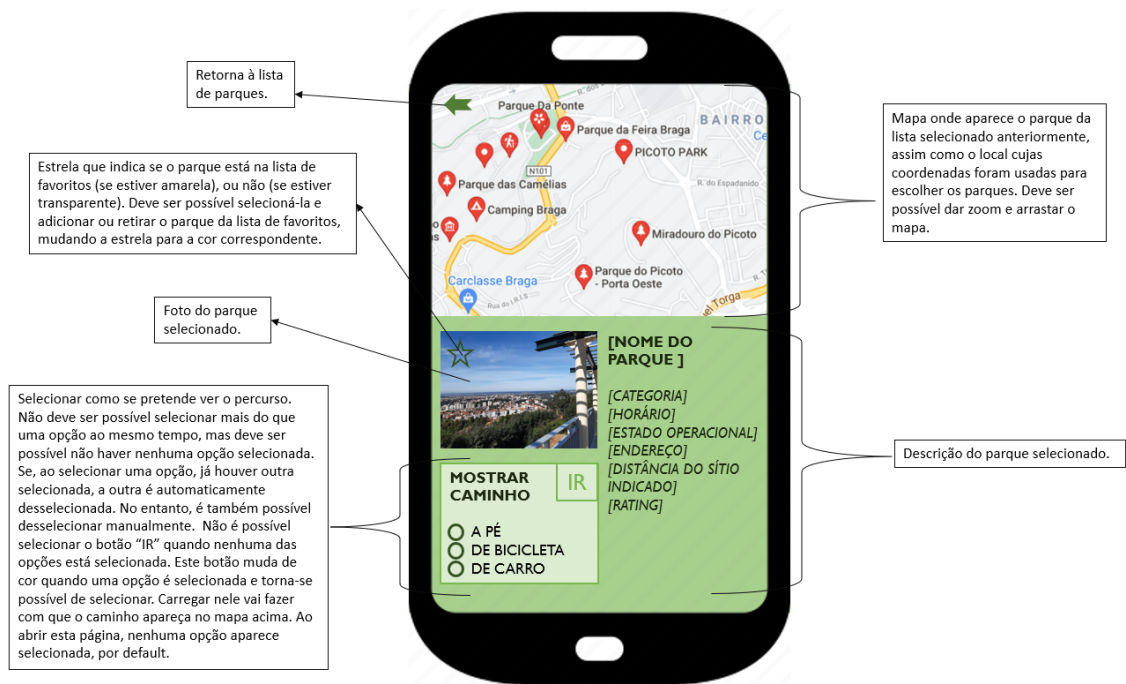 Retorna à lista
de parques.
Estrela que indica se o parque está na lista de
favoritos (se estiver amarela), ou não (se estiver
transparente). Deve ser possível selecioná-la e
adicionar ou retirar o parque da lista de favoritos,
mudando a estrela para a cor correspondente.
Foto do parque
selecionado.
Selecionar como se pretende ver o percurso.
Não deve ser possível selecionar mais do que
uma opção ao mesmo tempo, mas deve ser
possível não haver nenhuma opção selecionada.
Se, ao selecionar uma opção, já houver outra
selecionada, a outra é automaticamente
desselecionada. No entanto, é também possível
desselecionar manualmente. Não é possível
selecionar o botão “IR” quando nenhuma das
opções está selecionada. Este botão muda de
cor quando uma opção é selecionada e torna-se
possível de selecionar. Carregar nele vai fazer
com que o caminho apareça no mapa acima. Ao
abrir esta página, nenhuma opção aparece
selecionada, por default.
R. dos
Parque Da Ponte
BAIRRO
Parque da Feira Braga
PICOTO PARK
N101
R. do Espadanido
Parque das Camélias
Camping Braga
Miradouro do Picoto
Parque do Picoto
- Porta Oeste
Carclasse Braga
Rua do I.R.I.S
uel Torga
[NOME DO
PARQUE ]
[CATEGORIA]
[HORÁRIO]
[ESTADO OPERACIONAL]
[ENDEREÇO]
[DISTÂNCIA DO SÍTIO
INDICADO]
[RATING]
MOSTRAR
CAMINHO
IR
A PÉ
DE BICICLETA
DE CARRO
Mapa onde aparece o parque da
lista selecionado anteriormente,
assim como o local cujas
coordenadas foram usadas para
escolher os parques. Deve ser
possível dar zoom e arrastar o
mapa.
Descrição do parque selecionado.